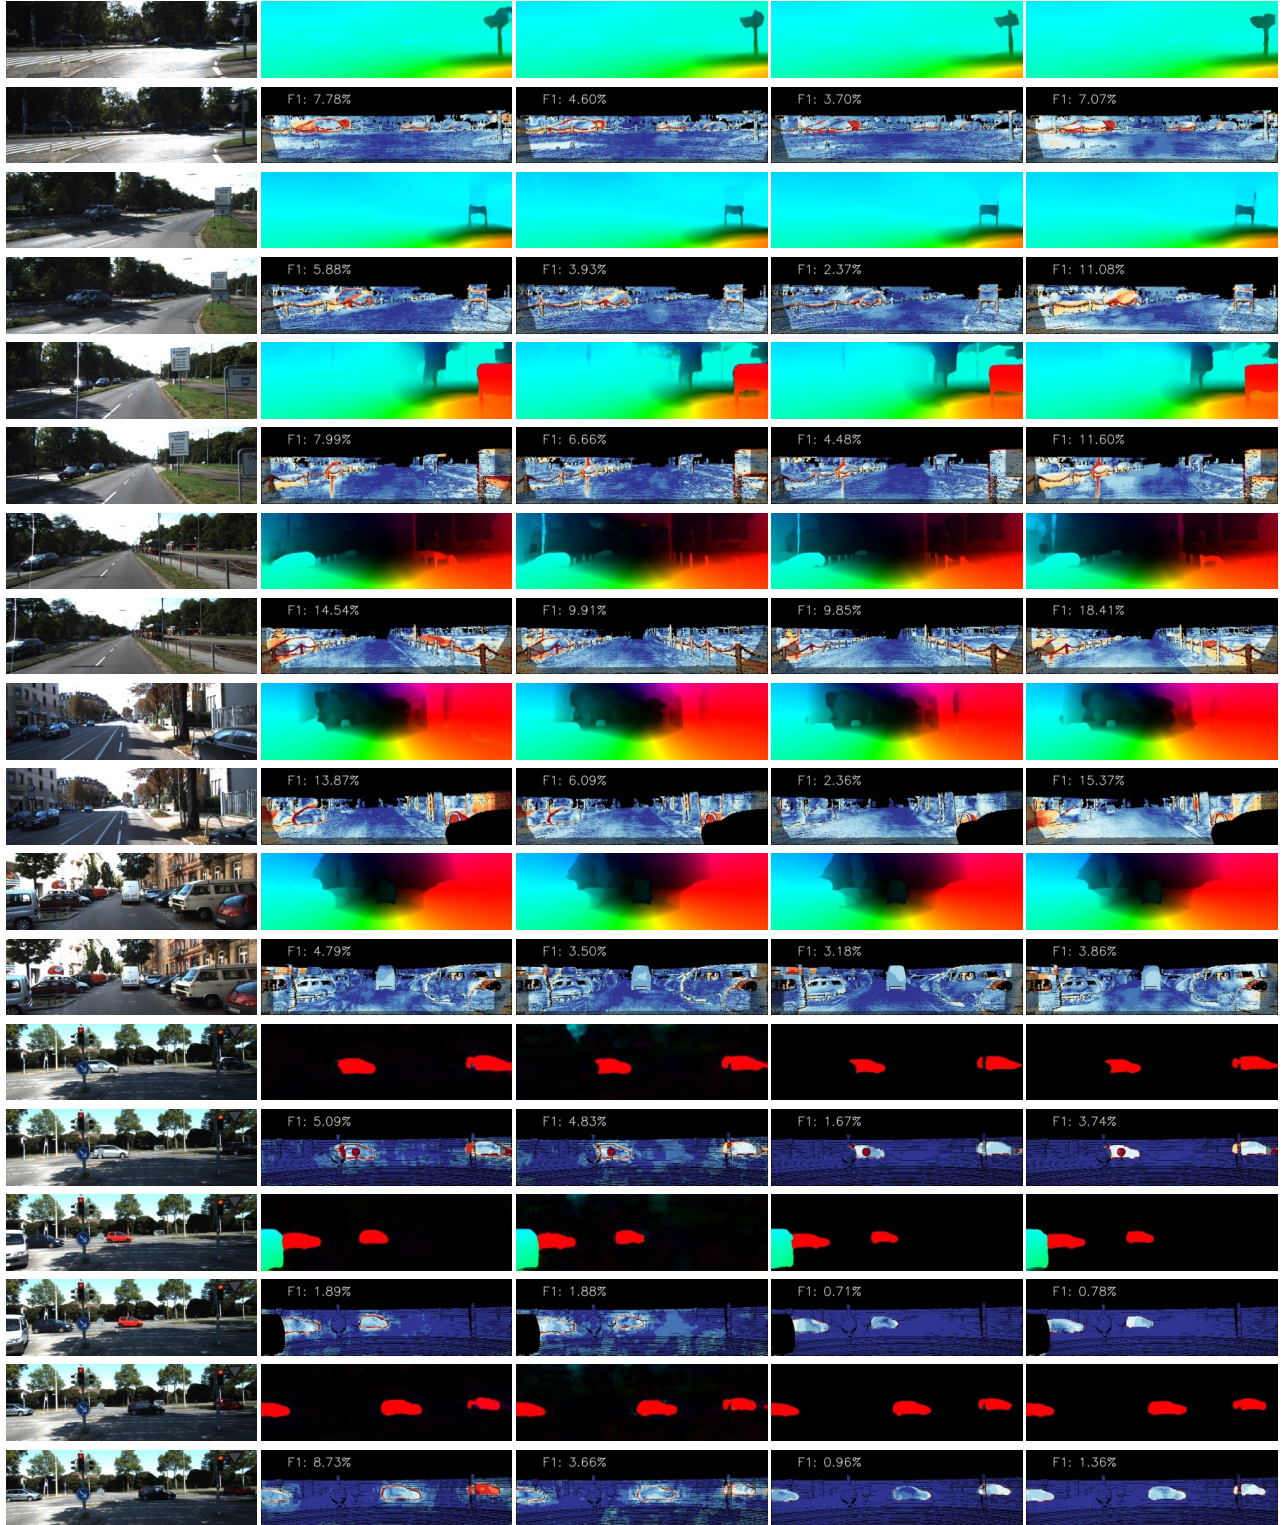 F1: 7.78% F1: 4.60% F1: 3.70% F1: 7.07%
F1: 5.88% F1: 3.93% F1: 2.37% F1: 11.08%
F1: 7.99% F1: 6.66% F1: 4.48% F1: 11.60%
F1: 14.54% F1: 9.91% F1: 9.85% F1: 18.41%
F1: 13.87% F1: 6.09% F1: 2.36% F1: 15.37%
F1: 4.79% F1: 3.50% F1: 3.18% F1: 3.86%
F1: 5.09% F1: 4.83% F1: 1.67% F1: 3.74%
F1: 1.89% F1: 1.88% F1: 0.71% F1: 0.78%
F1: 8.73% F1: 3.66% F1: 0.96% F1: 1.36%